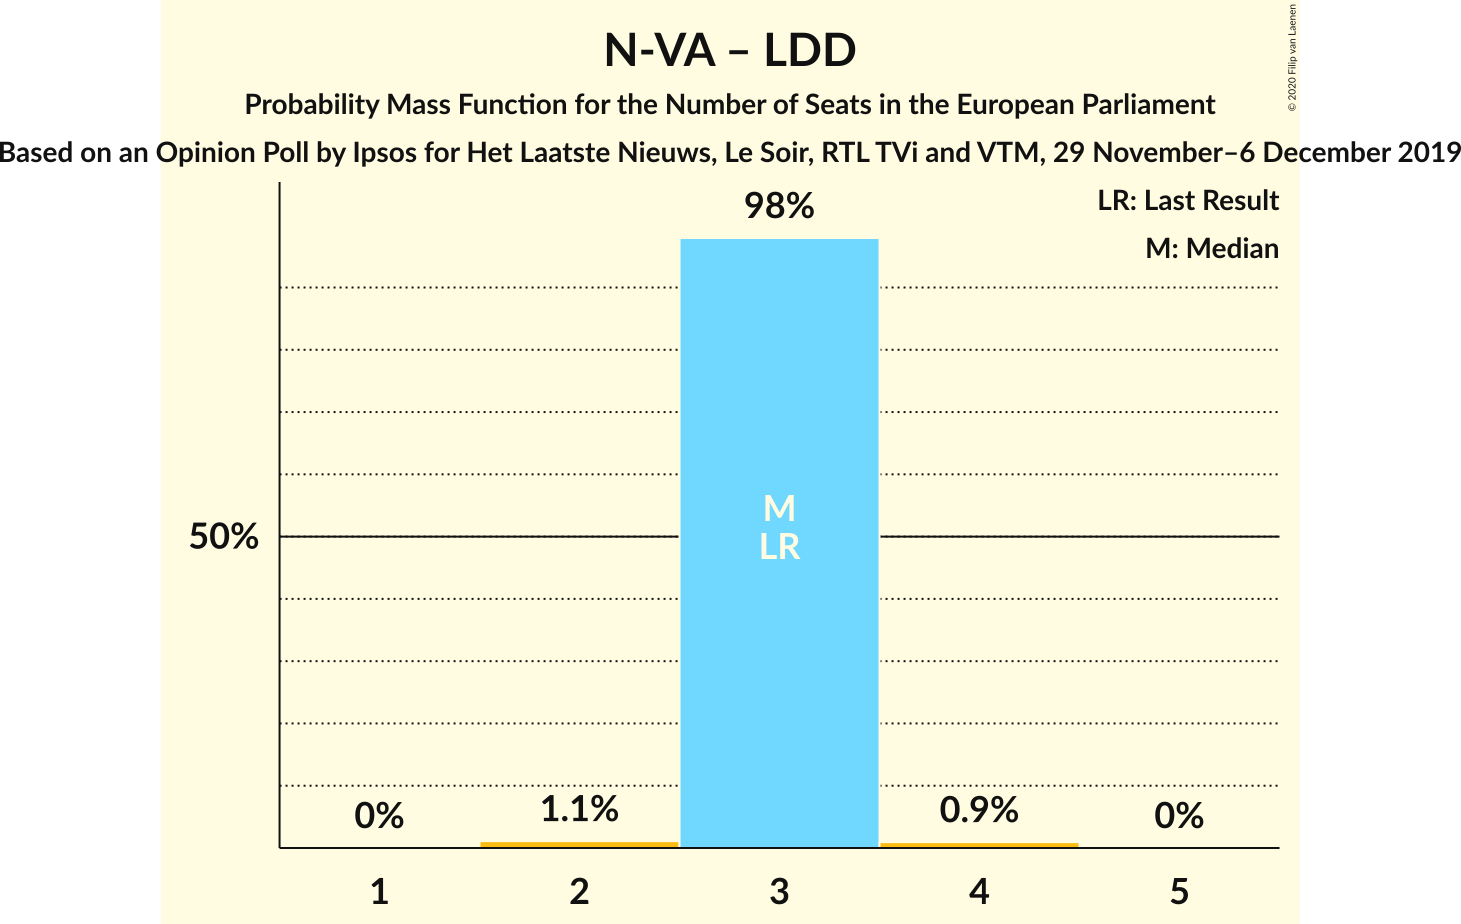 N-VA – LDD
Probability Mass Function for the Number of Seats in the European Parliament
Based on an Opinion Poll by Ipsos for Het Laatste Nieuws, Le Soir, RTL TVi and VTM, 29 November–6 December 2019
© 2020 Filip van Laenen
LR: Last Result
M: Median
98%
50%
M
LR
0%
1.1%
0.9%
0%
1
2
3
4
5